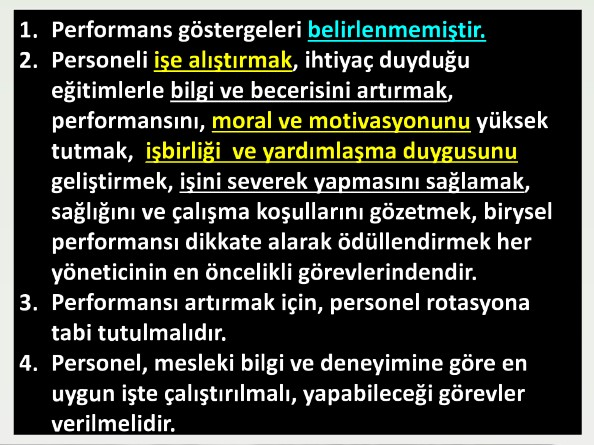 1. Performans göstergeleri belirlenmemiştir.
2. Personeli işe alıştırmak, ihtiyaç duyduğu
eğitimlerle bilgi ve becerisini artırmak,
performansını, moral ve motivasyonunu yüksek
tutmak, işbirliği ve yardımlaşma duygusunu
geliştirmek, işini severek yapmasını sağlamak,
sağlığını ve çalışma koşullarını gözetmek, birysel
performansı dikkate alarak ödüllendirmek her
yöneticinin en öncelikli görevlerindendir.
3. Performansı artırmak için, personel rotasyona
tabi tutulmalıdır.
4. Personel, mesleki bilgi ve deneyimine göre en
uygun işte çalıştırılmalı, yapabileceği görevler
verilmelidir.